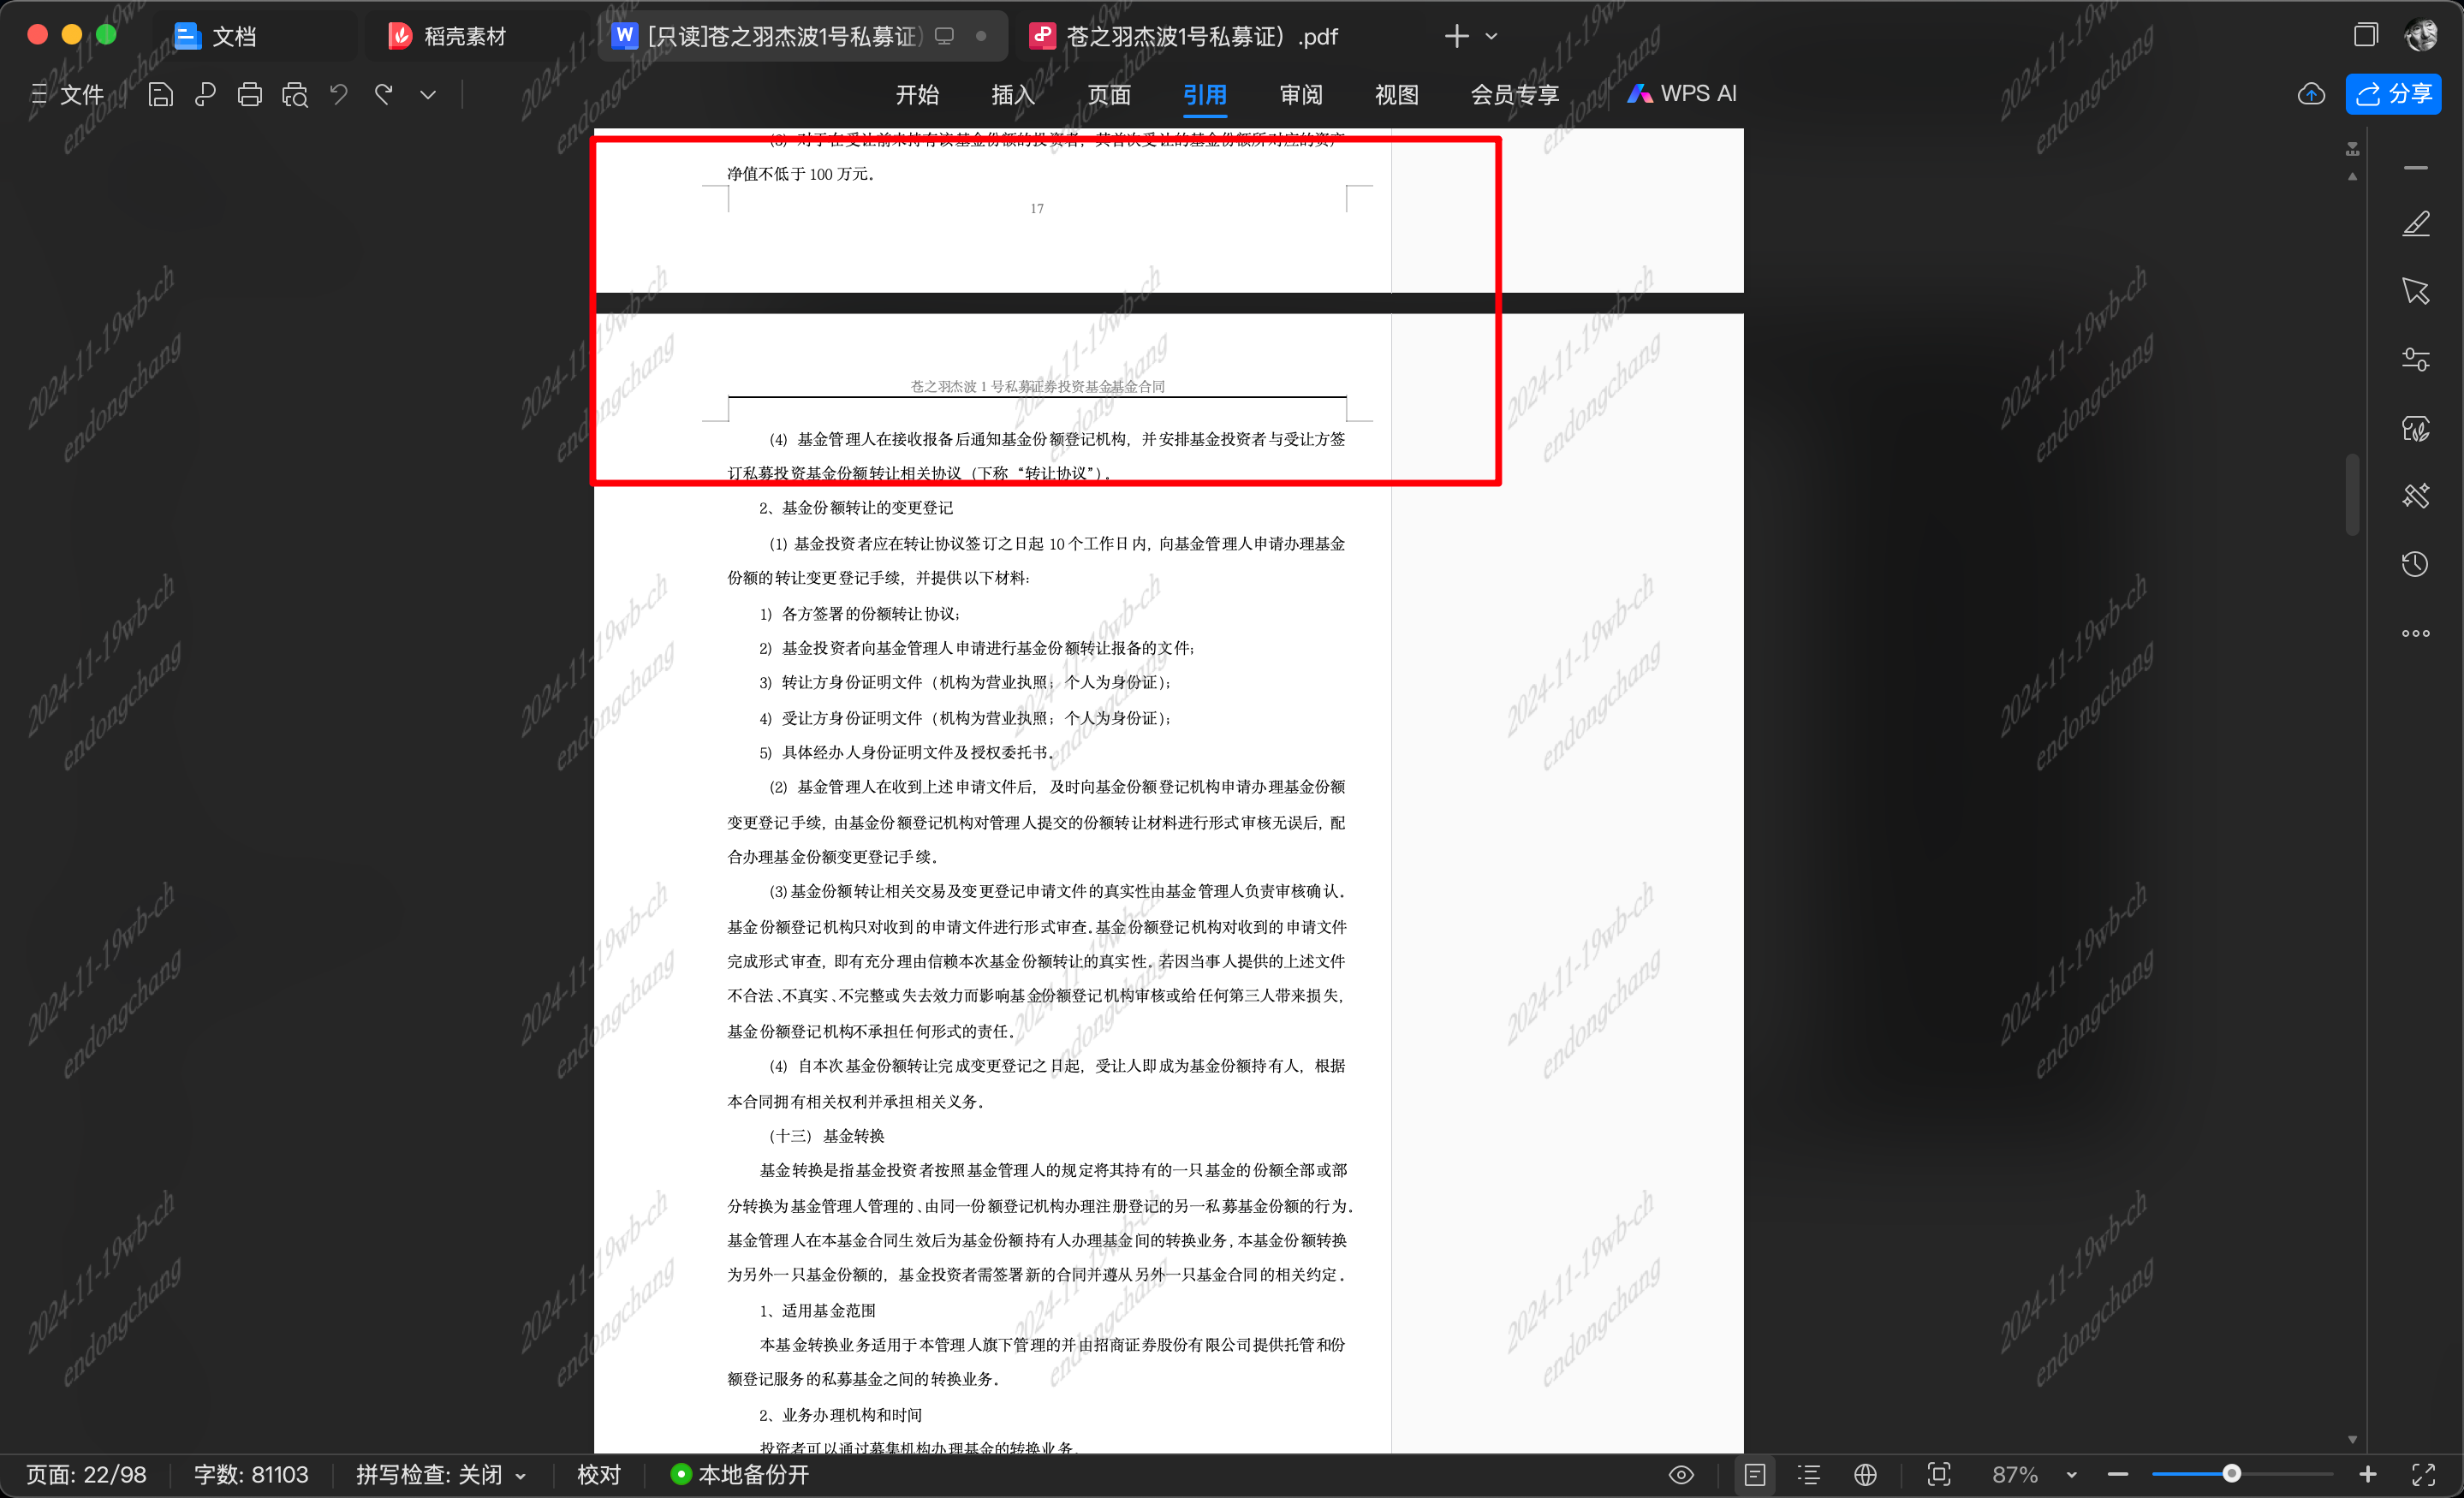 文档
稻壳素材
[只读]苍之羽杰波1号私募证）
苍之羽杰波1号私募证）.pdf
文件
开始
插入
页面
引用
审阅
视图
会员专享
WPS AI
分享
（3）对于在受让前未持有该基金份额的投资者，其首次受让的基金份额所对应的资产
净值不低于 100 万元。
17
苍之羽杰波 1 号私募证券投资基金基金合同
（4）基金管理人在接收报备后通知基金份额登记机构，并安排基金投资者与受让方签
订私募投资基金份额转让相关协议（下称“转让协议”）。
2、基金份额转让的变更登记
（1）基金投资者应在转让协议签订之日起 10 个工作日内，向基金管理人申请办理基金
份额的转让变更登记手续，并提供以下材料：
1）各方签署的份额转让协议；
2）基金投资者向基金管理人申请进行基金份额转让报备的文件；
3）转让方身份证明文件（机构为营业执照；个人为身份证）；
4）受让方身份证明文件（机构为营业执照；个人为身份证）；
5）具体经办人身份证明文件及授权委托书。
（2）基金管理人在收到上述申请文件后，及时向基金份额登记机构申请办理基金份额
变更登记手续，由基金份额登记机构对管理人提交的份额转让材料进行形式审核无误后，配
合办理基金份额变更登记手续。
（3）基金份额转让相关交易及变更登记申请文件的真实性由基金管理人负责审核确认。
基金份额登记机构只对收到的申请文件进行形式审查。基金份额登记机构对收到的申请文件
完成形式审查，即有充分理由信赖本次基金份额转让的真实性。若因当事人提供的上述文件
不合法、不真实、不完整或失去效力而影响基金份额登记机构审核或给任何第三人带来损失，
基金份额登记机构不承担任何形式的责任。
（4）自本次基金份额转让完成变更登记之日起，受让人即成为基金份额持有人，根据
本合同拥有相关权利并承担相关义务。
（十三）基金转换
基金转换是指基金投资者按照基金管理人的规定将其持有的一只基金的份额全部或部
分转换为基金管理人管理的、由同一份额登记机构办理注册登记的另一私募基金份额的行为。
基金管理人在本基金合同生效后为基金份额持有人办理基金间的转换业务，本基金份额转换
为另外一只基金份额的，基金投资者需签署新的合同并遵从另外一只基金合同的相关约定。
1、适用基金范围
本基金转换业务适用于本管理人旗下管理的并由招商证券股份有限公司提供托管和份
额登记服务的私募基金之间的转换业务。
2、业务办理机构和时间
投资者可以通过募集机构办理基金的转换业务。
页面: 22/98
字数: 81103
拼写检查: 关闭
校对
本地备份开
87%
2024-11-19wb-ch
endongchang